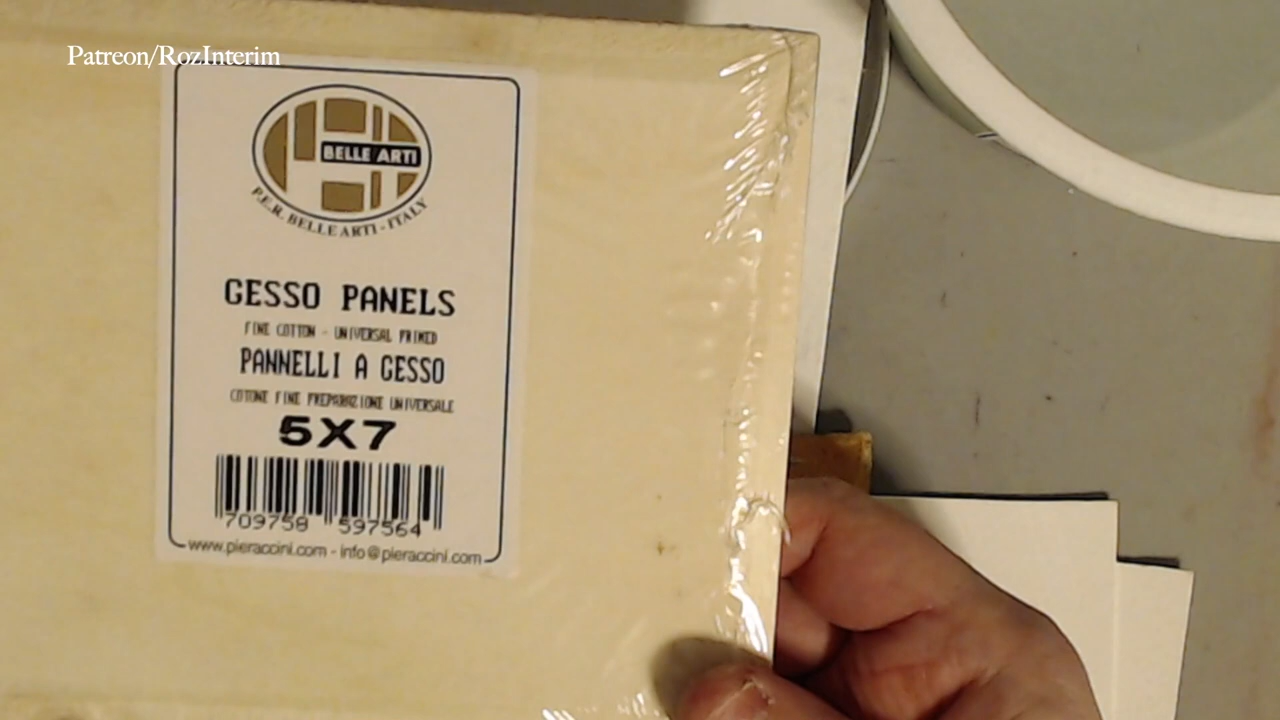 Patreon/RozInterim
BELLE ARTI
P.E.R. BELLE ARTI - ITALY
GESSO PANELS
FINE COTTON - UNIVERSAL PRIMED
PANNELLI A GESSO
COTONE FINE PREPARAZIONE UNIVERSALE
5X7
709758 597564
www.pieraccini.com - info@pieraccini.com